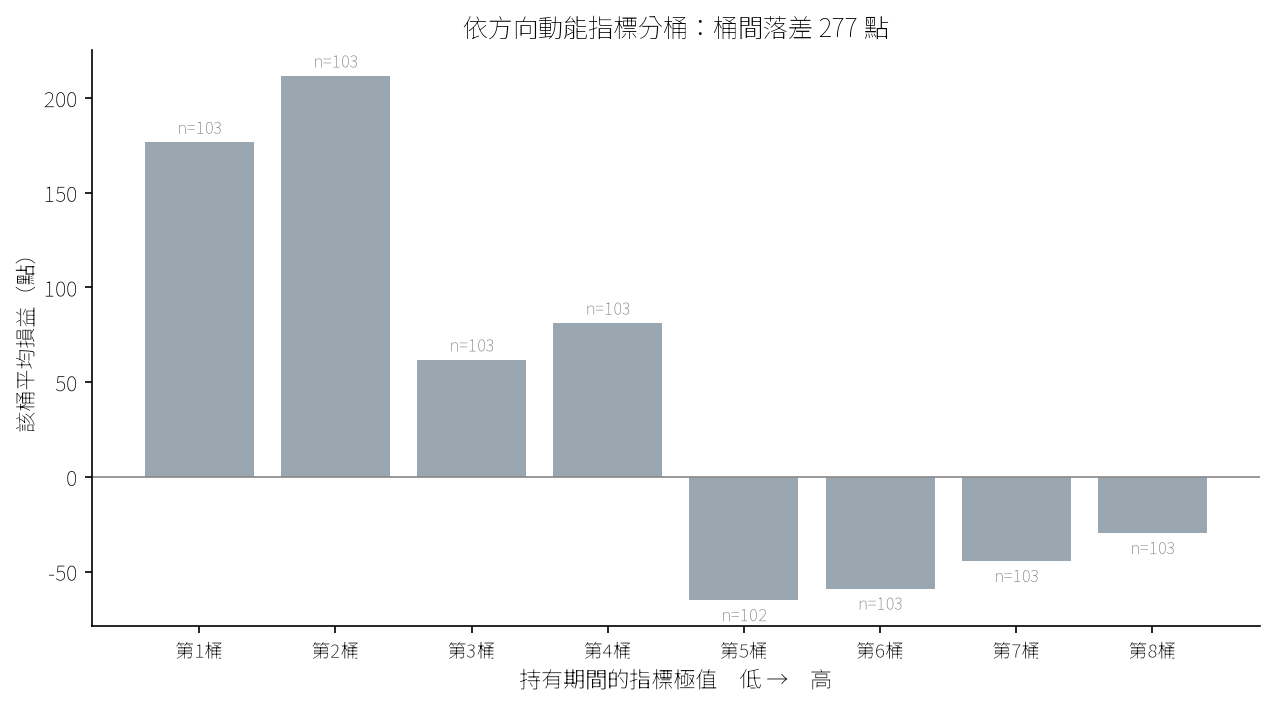 依方向動能指標分桶：桶間落差 277 點
該桶平均損益（點）
200
150
100
50
0
-50
n=103
n=103
n=103
n=103
n=102
n=103
n=103
n=103
第1桶
第2桶
第3桶
第4桶
第5桶
第6桶
第7桶
第8桶
持有期間的指標極值　低 →　高